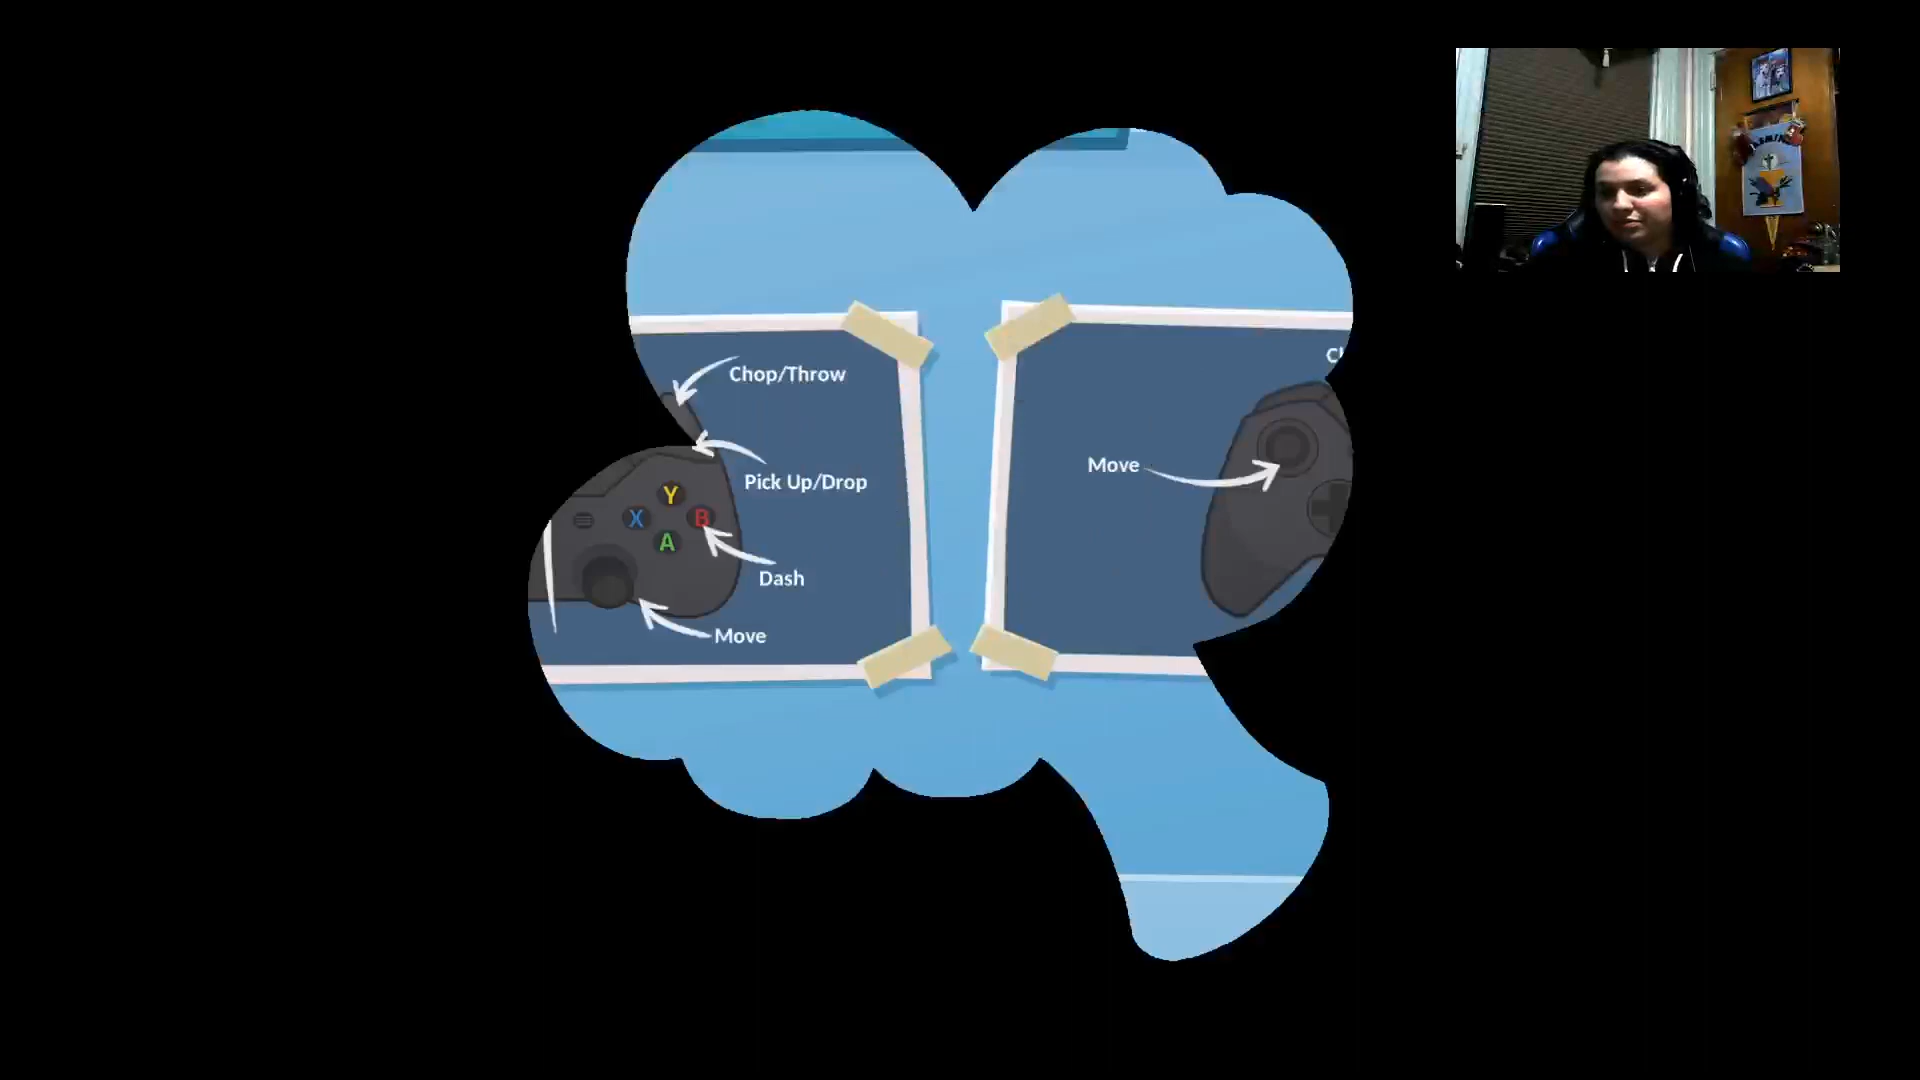 Chop/Throw
Pick Up/Drop
Y
X
B
A
Dash
Move
Move